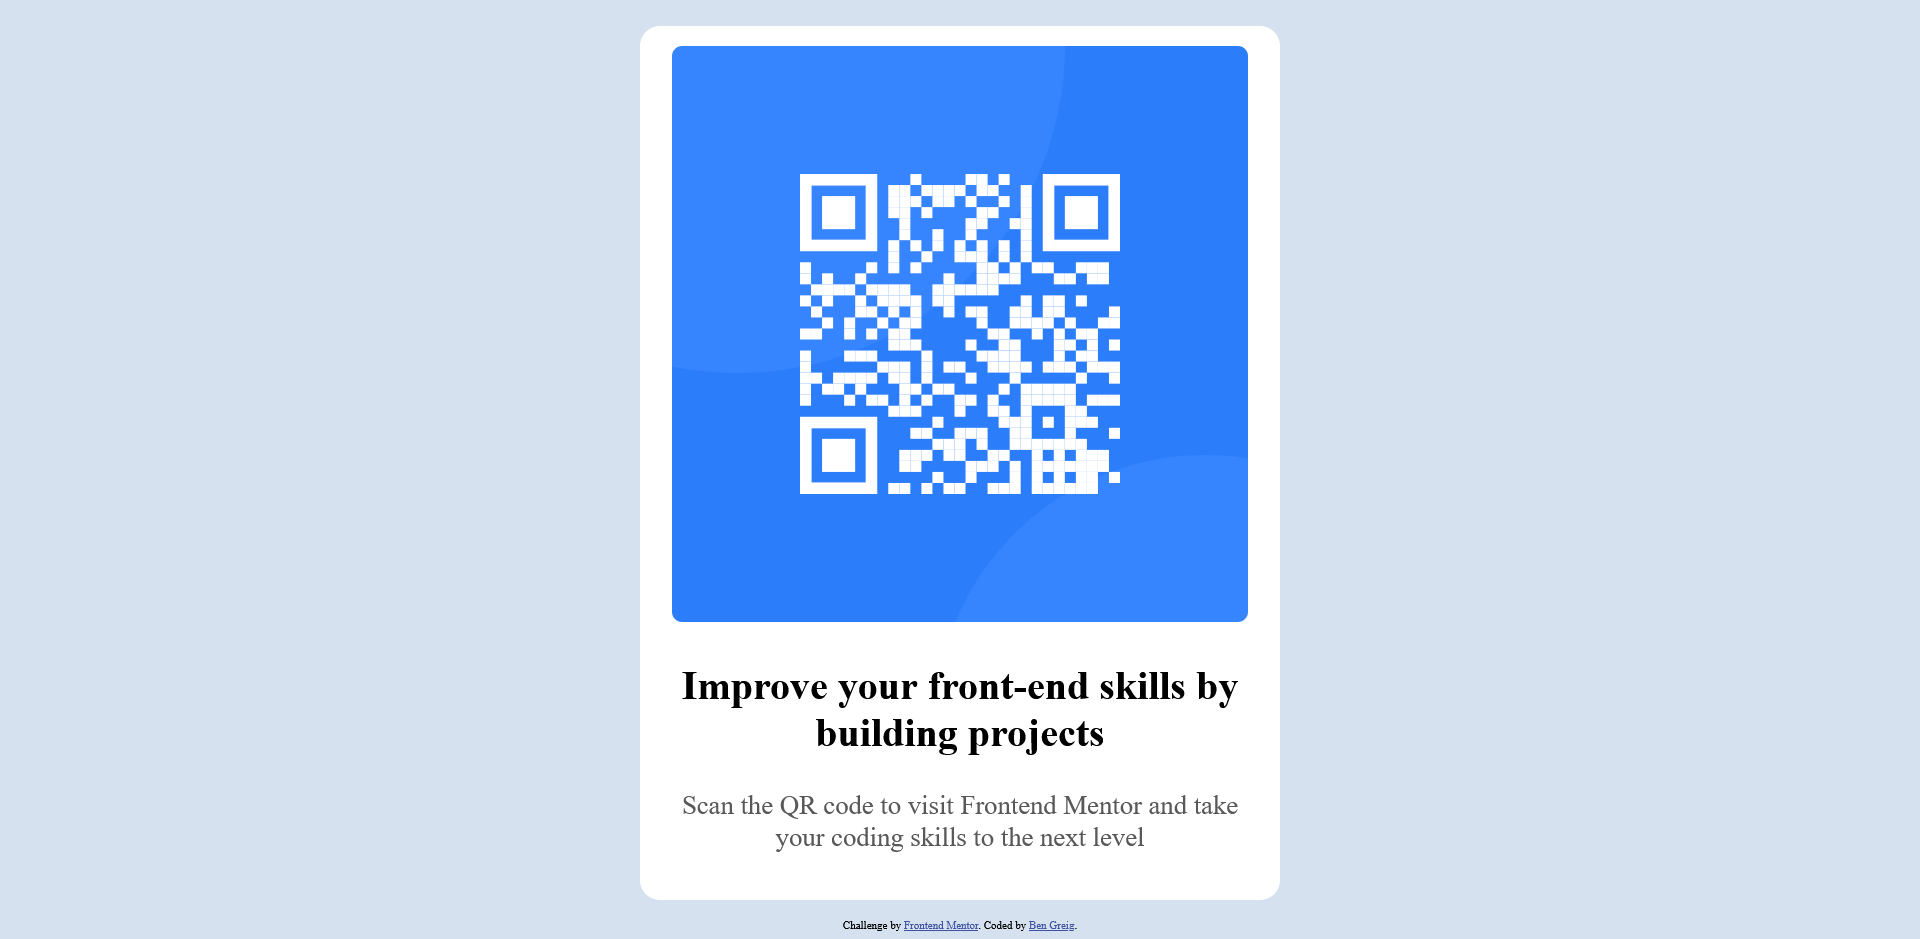 Improve your front-end skills by
building projects
Scan the QR code to visit Frontend Mentor and take
your coding skills to the next level
Challenge by Frontend Mentor. Coded by Ben Greig.